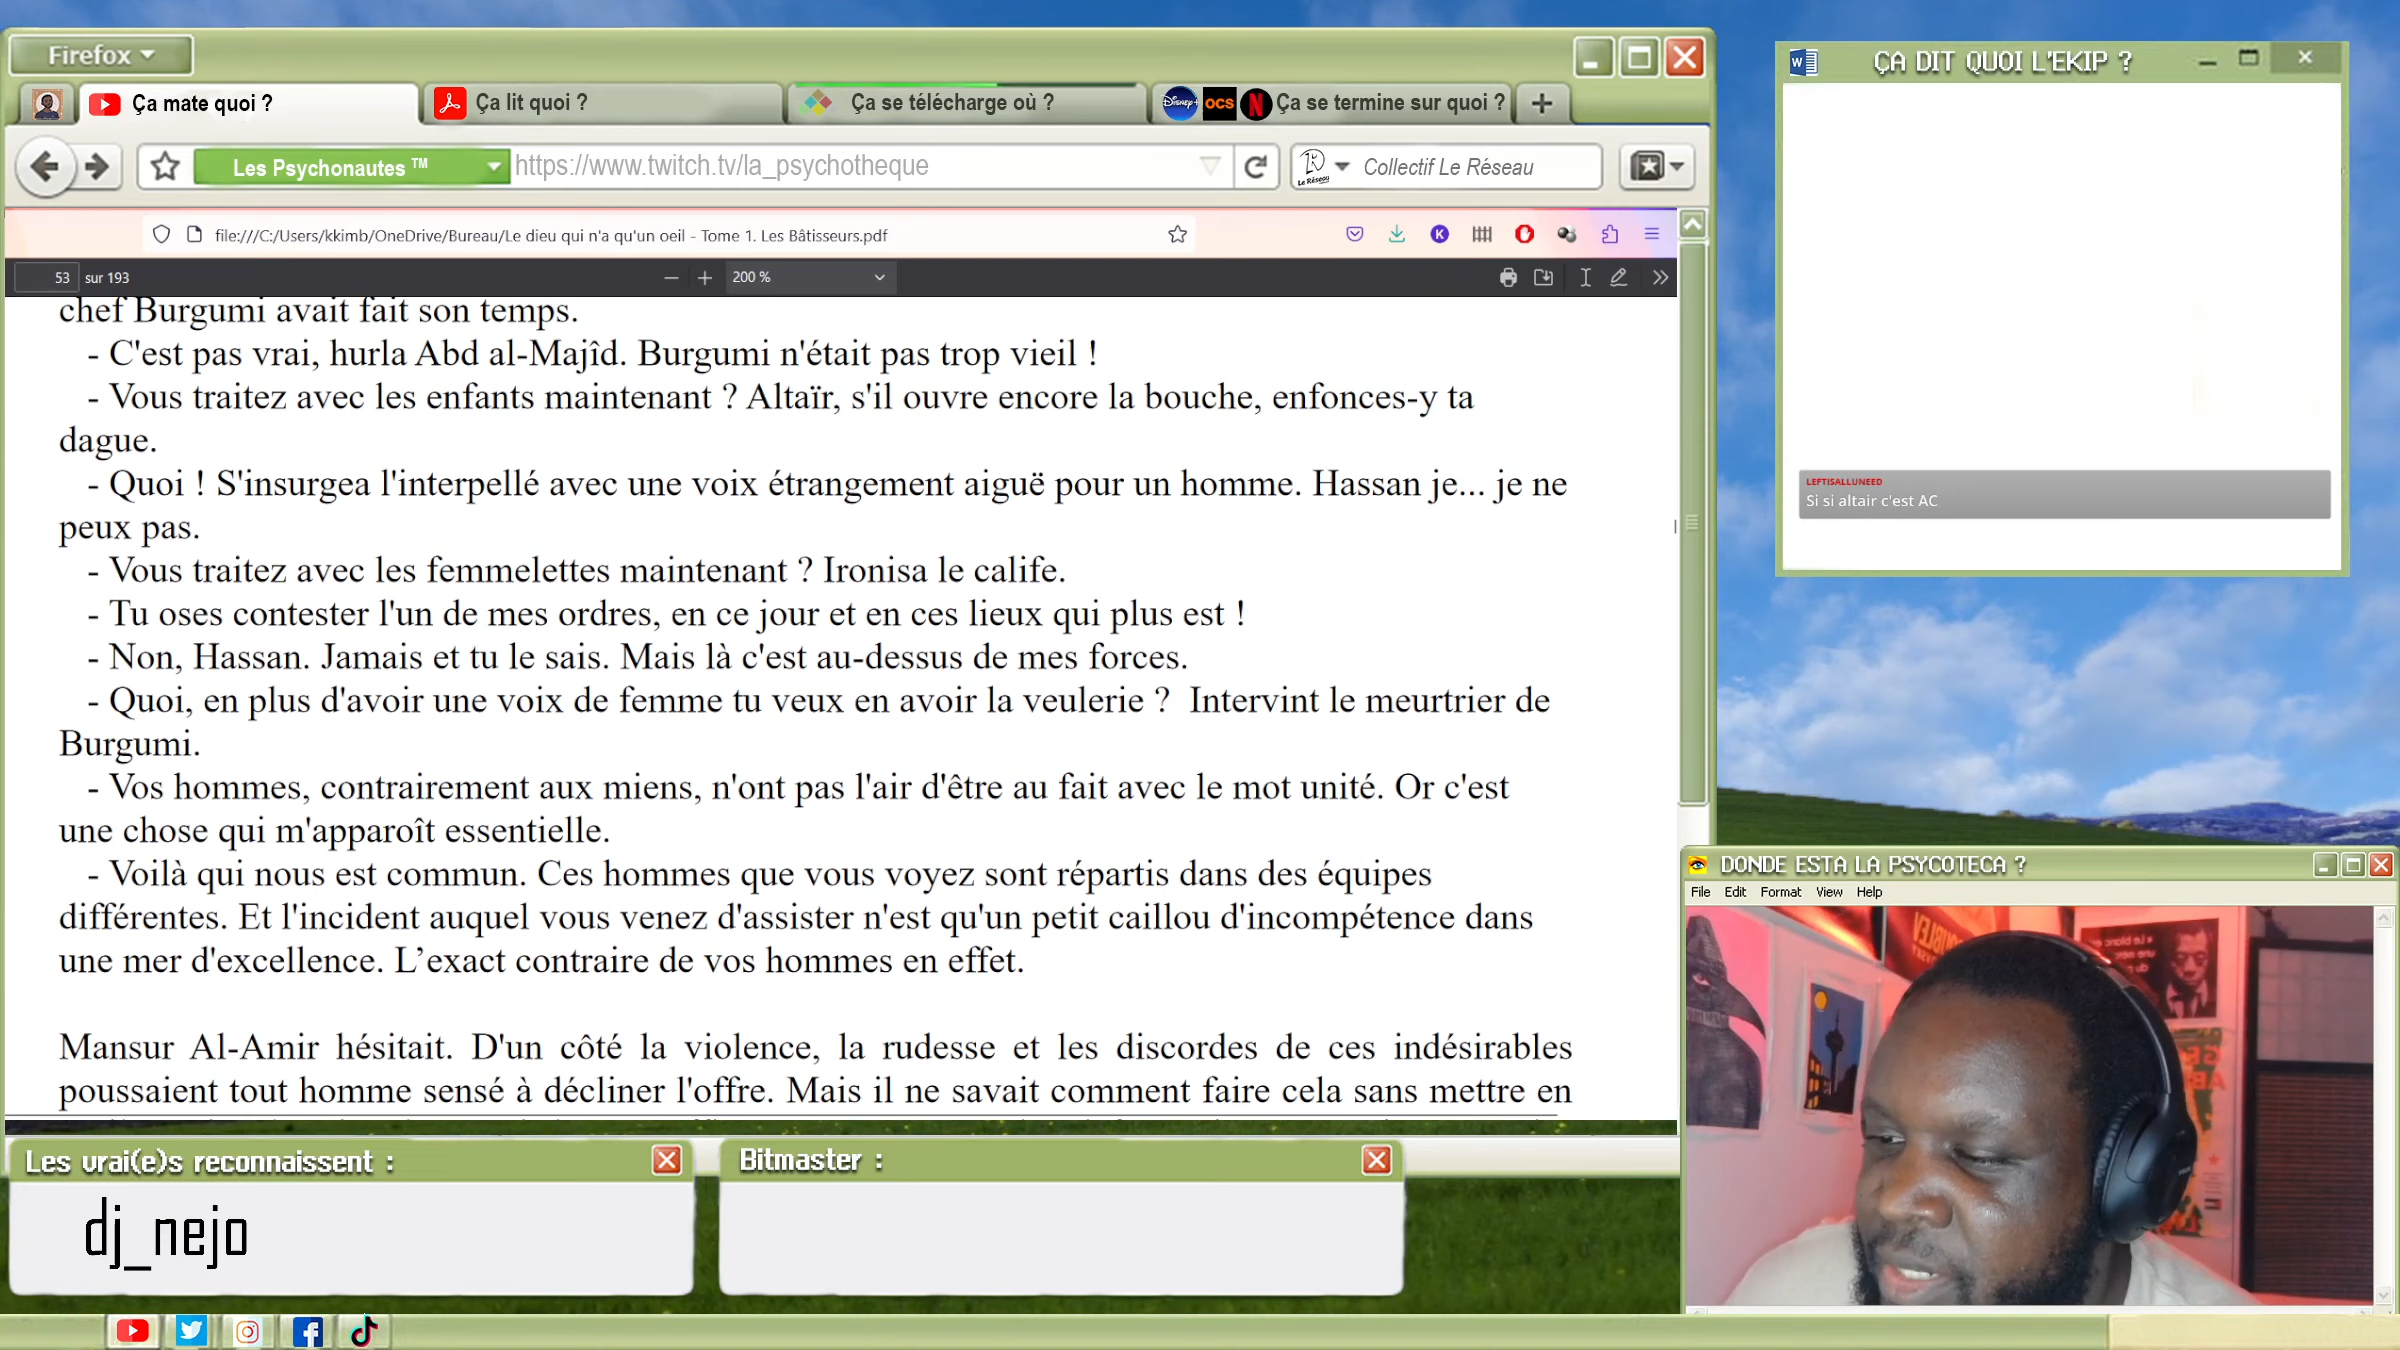 Firefox
Ça mate quoi ?
Ça lit quoi ?
Ça se télécharge où ?
Disney+
OCS
N
Ça se termine sur quoi ?
Les Psychonautes ™
https://www.twitch.tv/la_psychotheque
Le Réseau
Collectif Le Réseau
file:///C:/Users/kkimb/OneDrive/Bureau/Le dieu qui n'a qu'un oeil - Tome 1. Les Bâtisseurs.pdf
K
53 sur 193
200 %
chef Burgumi avait fait son temps.
- C'est pas vrai, hurla Abd al-Majîd. Burgumi n'était pas trop vieil !
- Vous traitez avec les enfants maintenant ? Altaïr, s'il ouvre encore la bouche, enfonces-y ta
dague.
- Quoi ! S'insurgea l'interpellé avec une voix étrangement aiguë pour un homme. Hassan je... je ne
peux pas.
- Vous traitez avec les femmelettes maintenant ? Ironisa le calife.
- Tu oses contester l'un de mes ordres, en ce jour et en ces lieux qui plus est !
- Non, Hassan. Jamais et tu le sais. Mais là c'est au-dessus de mes forces.
- Quoi, en plus d'avoir une voix de femme tu veux en avoir la veulerie ?  Intervint le meurtrier de
Burgumi.
- Vos hommes, contrairement aux miens, n'ont pas l'air d'être au fait avec le mot unité. Or c'est
une chose qui m'apparoît essentielle.
- Voilà qui nous est commun. Ces hommes que vous voyez sont répartis dans des équipes
différentes. Et l'incident auquel vous venez d'assister n'est qu'un petit caillou d'incompétence dans
une mer d'excellence. L’exact contraire de vos hommes en effet.
Mansur Al-Amir hésitait. D'un côté la violence, la rudesse et les discordes de ces indésirables
poussaient tout homme sensé à décliner l'offre. Mais il ne savait comment faire cela sans mettre en
Les vrai(e)s reconnaissent :
dj_nejo
Bitmaster :
W
ÇA DIT QUOI L'EKIP ?
LEFTISALLUNEED
Si si altair c'est AC
DONDE ESTA LA PSYCOTECA ?
File Edit Format View Help